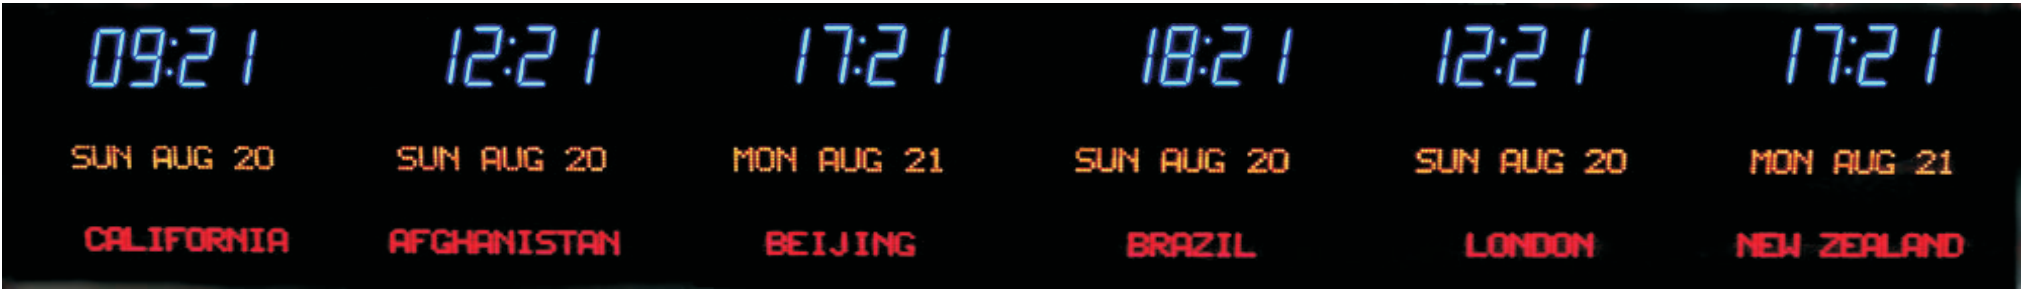 09:21 12:21 17:21 18:21 12:21 17:21
SUN AUG 20 SUN AUG 20 MON AUG 21 SUN AUG 20 SUN AUG 20 MON AUG 21
CALIFORNIA AFGHANISTAN BEIJING BRAZIL LONDON NEW ZEALAND